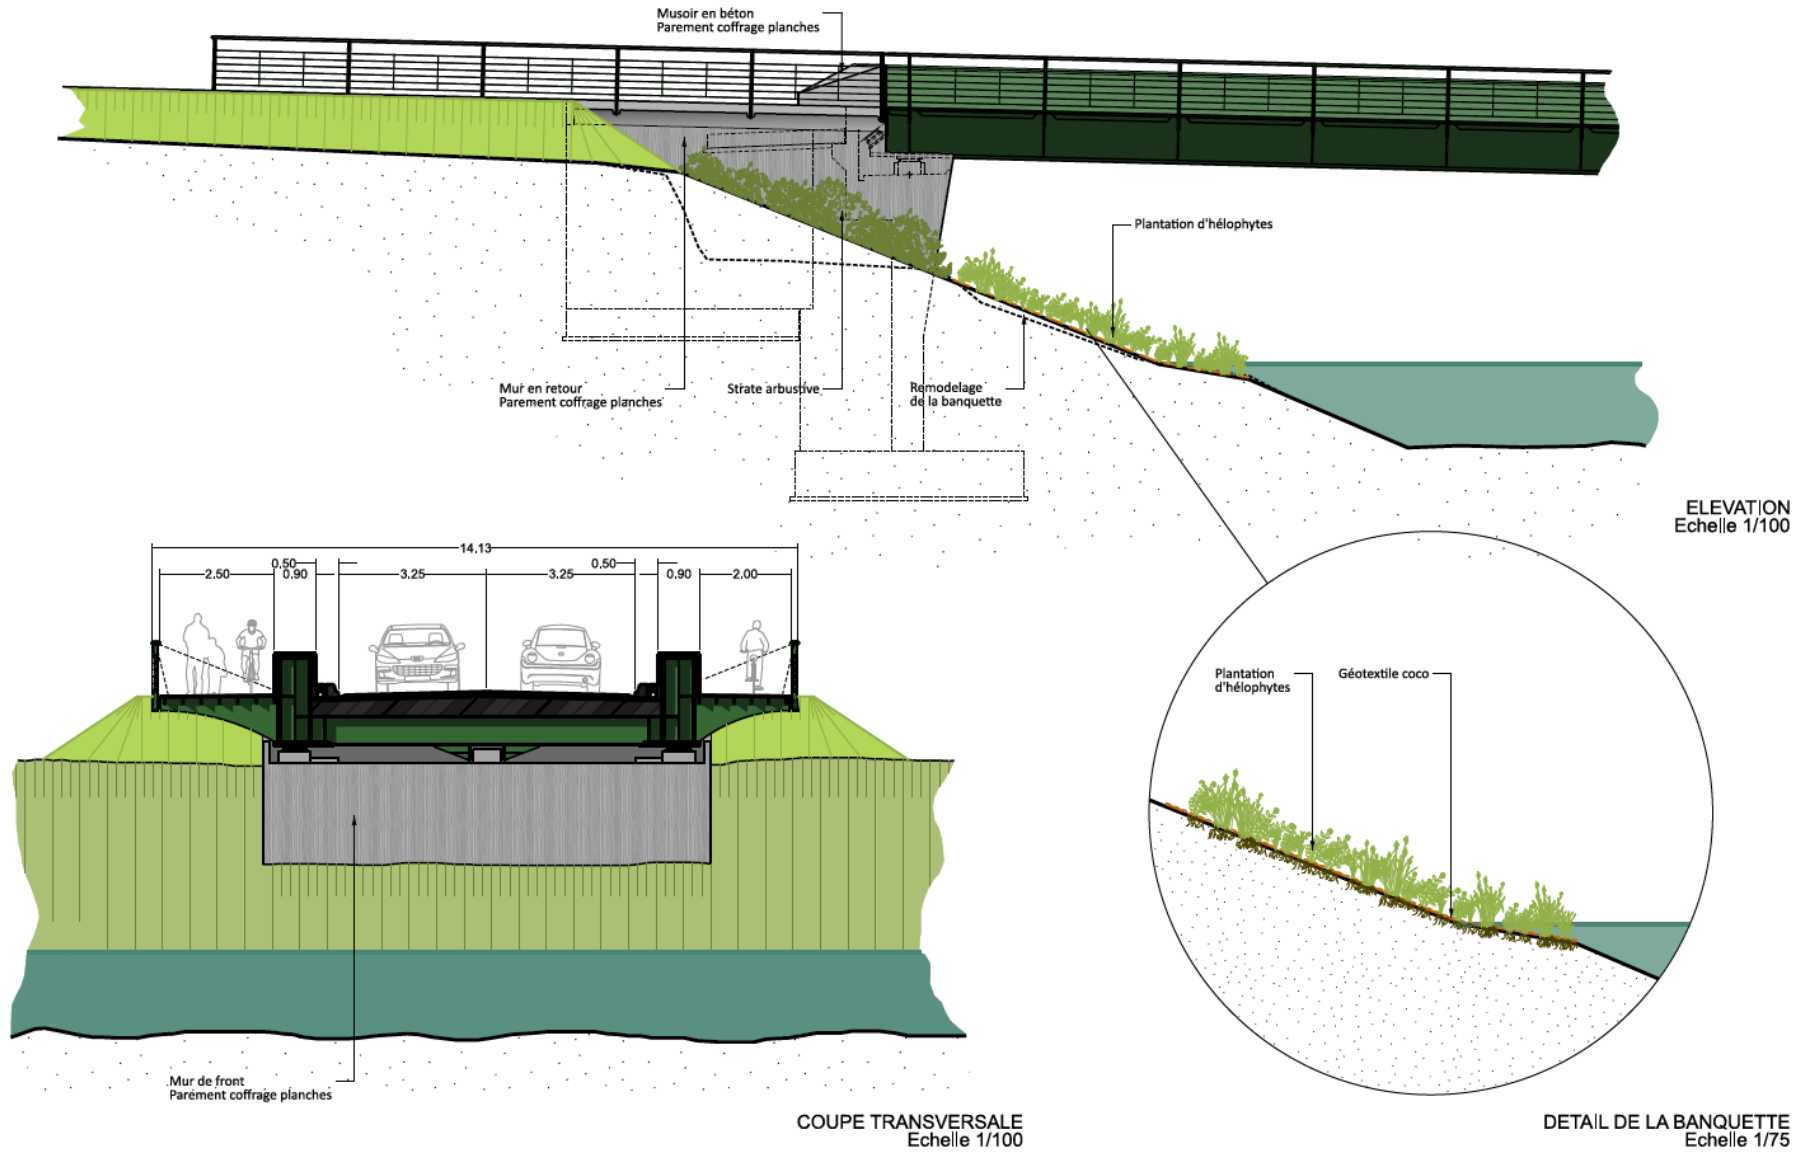 Musoir en béton
Parement coffrage planches
Plantation d'hélophytes
Mur en retour
Parement coffrage planches
Strate arbustive
Remodelage
de la banquette
ELEVATION
Echelle 1/100
14.13
0.50
0.50
2.50
0.90
3.25
3.25
0.90
2.00
Plantation
d'hélophytes
Géotextile coco
Mur de front
Parement coffrage planches
COUPE TRANSVERSALE
Echelle 1/100
DETAIL DE LA BANQUETTE
Echelle 1/75